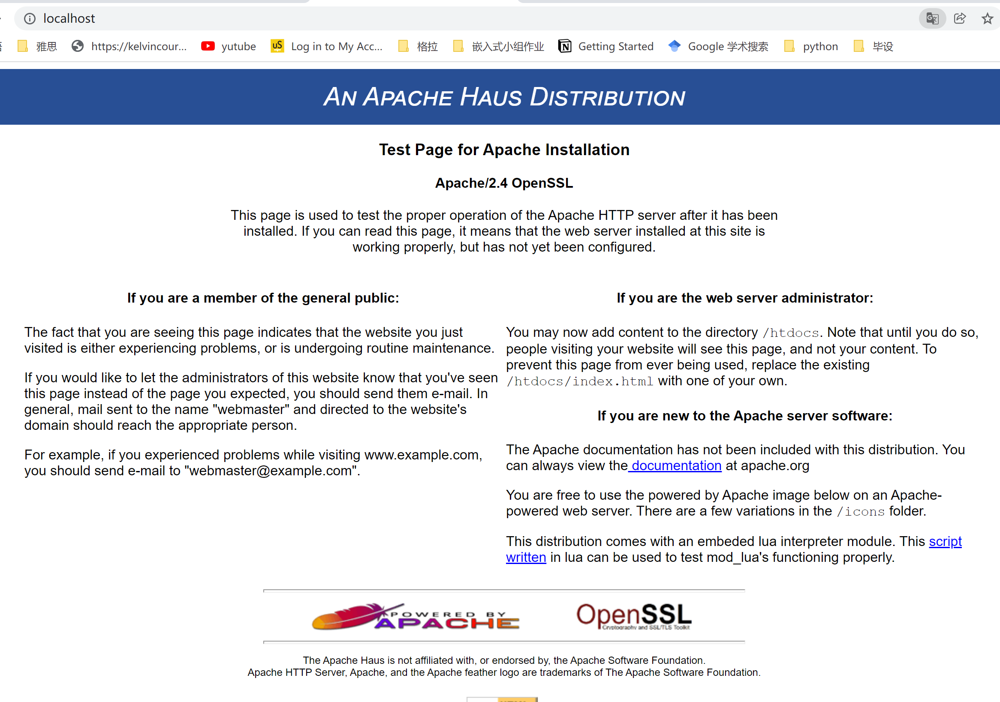 localhost
雅思 https://kelvincour... yutube Log in to My Acc... 格拉 嵌入式小组作业 Getting Started Google 学术搜索 python 毕设
AN APACHE HAUS DISTRIBUTION
Test Page for Apache Installation
Apache/2.4 OpenSSL
This page is used to test the proper operation of the Apache HTTP server after it has been
installed. If you can read this page, it means that the web server installed at this site is
working properly, but has not yet been configured.
If you are a member of the general public:
The fact that you are seeing this page indicates that the website you just
visited is either experiencing problems, or is undergoing routine maintenance.
If you would like to let the administrators of this website know that you've seen
this page instead of the page you expected, you should send them e-mail. In
general, mail sent to the name "webmaster" and directed to the website's
domain should reach the appropriate person.
For example, if you experienced problems while visiting www.example.com,
you should send e-mail to "webmaster@example.com".
If you are the web server administrator:
You may now add content to the directory /htdocs. Note that until you do so,
people visiting your website will see this page, and not your content. To
prevent this page from ever being used, replace the existing
/htdocs/index.html with one of your own.
If you are new to the Apache server software:
The Apache documentation has not been included with this distribution. You
can always view the documentation at apache.org
You are free to use the powered by Apache image below on an Apache-
powered web server. There are a few variations in the /icons folder.
This distribution comes with an embeded lua interpreter module. This script
written in lua can be used to test mod_lua's functioning properly.
POWERED BY
APACHE
OpenSSL
Cryptography and SSL/TLS Toolkit
The Apache Haus is not affiliated with, or endorsed by, the Apache Software Foundation.
Apache HTTP Server, Apache, and the Apache feather logo are trademarks of The Apache Software Foundation.